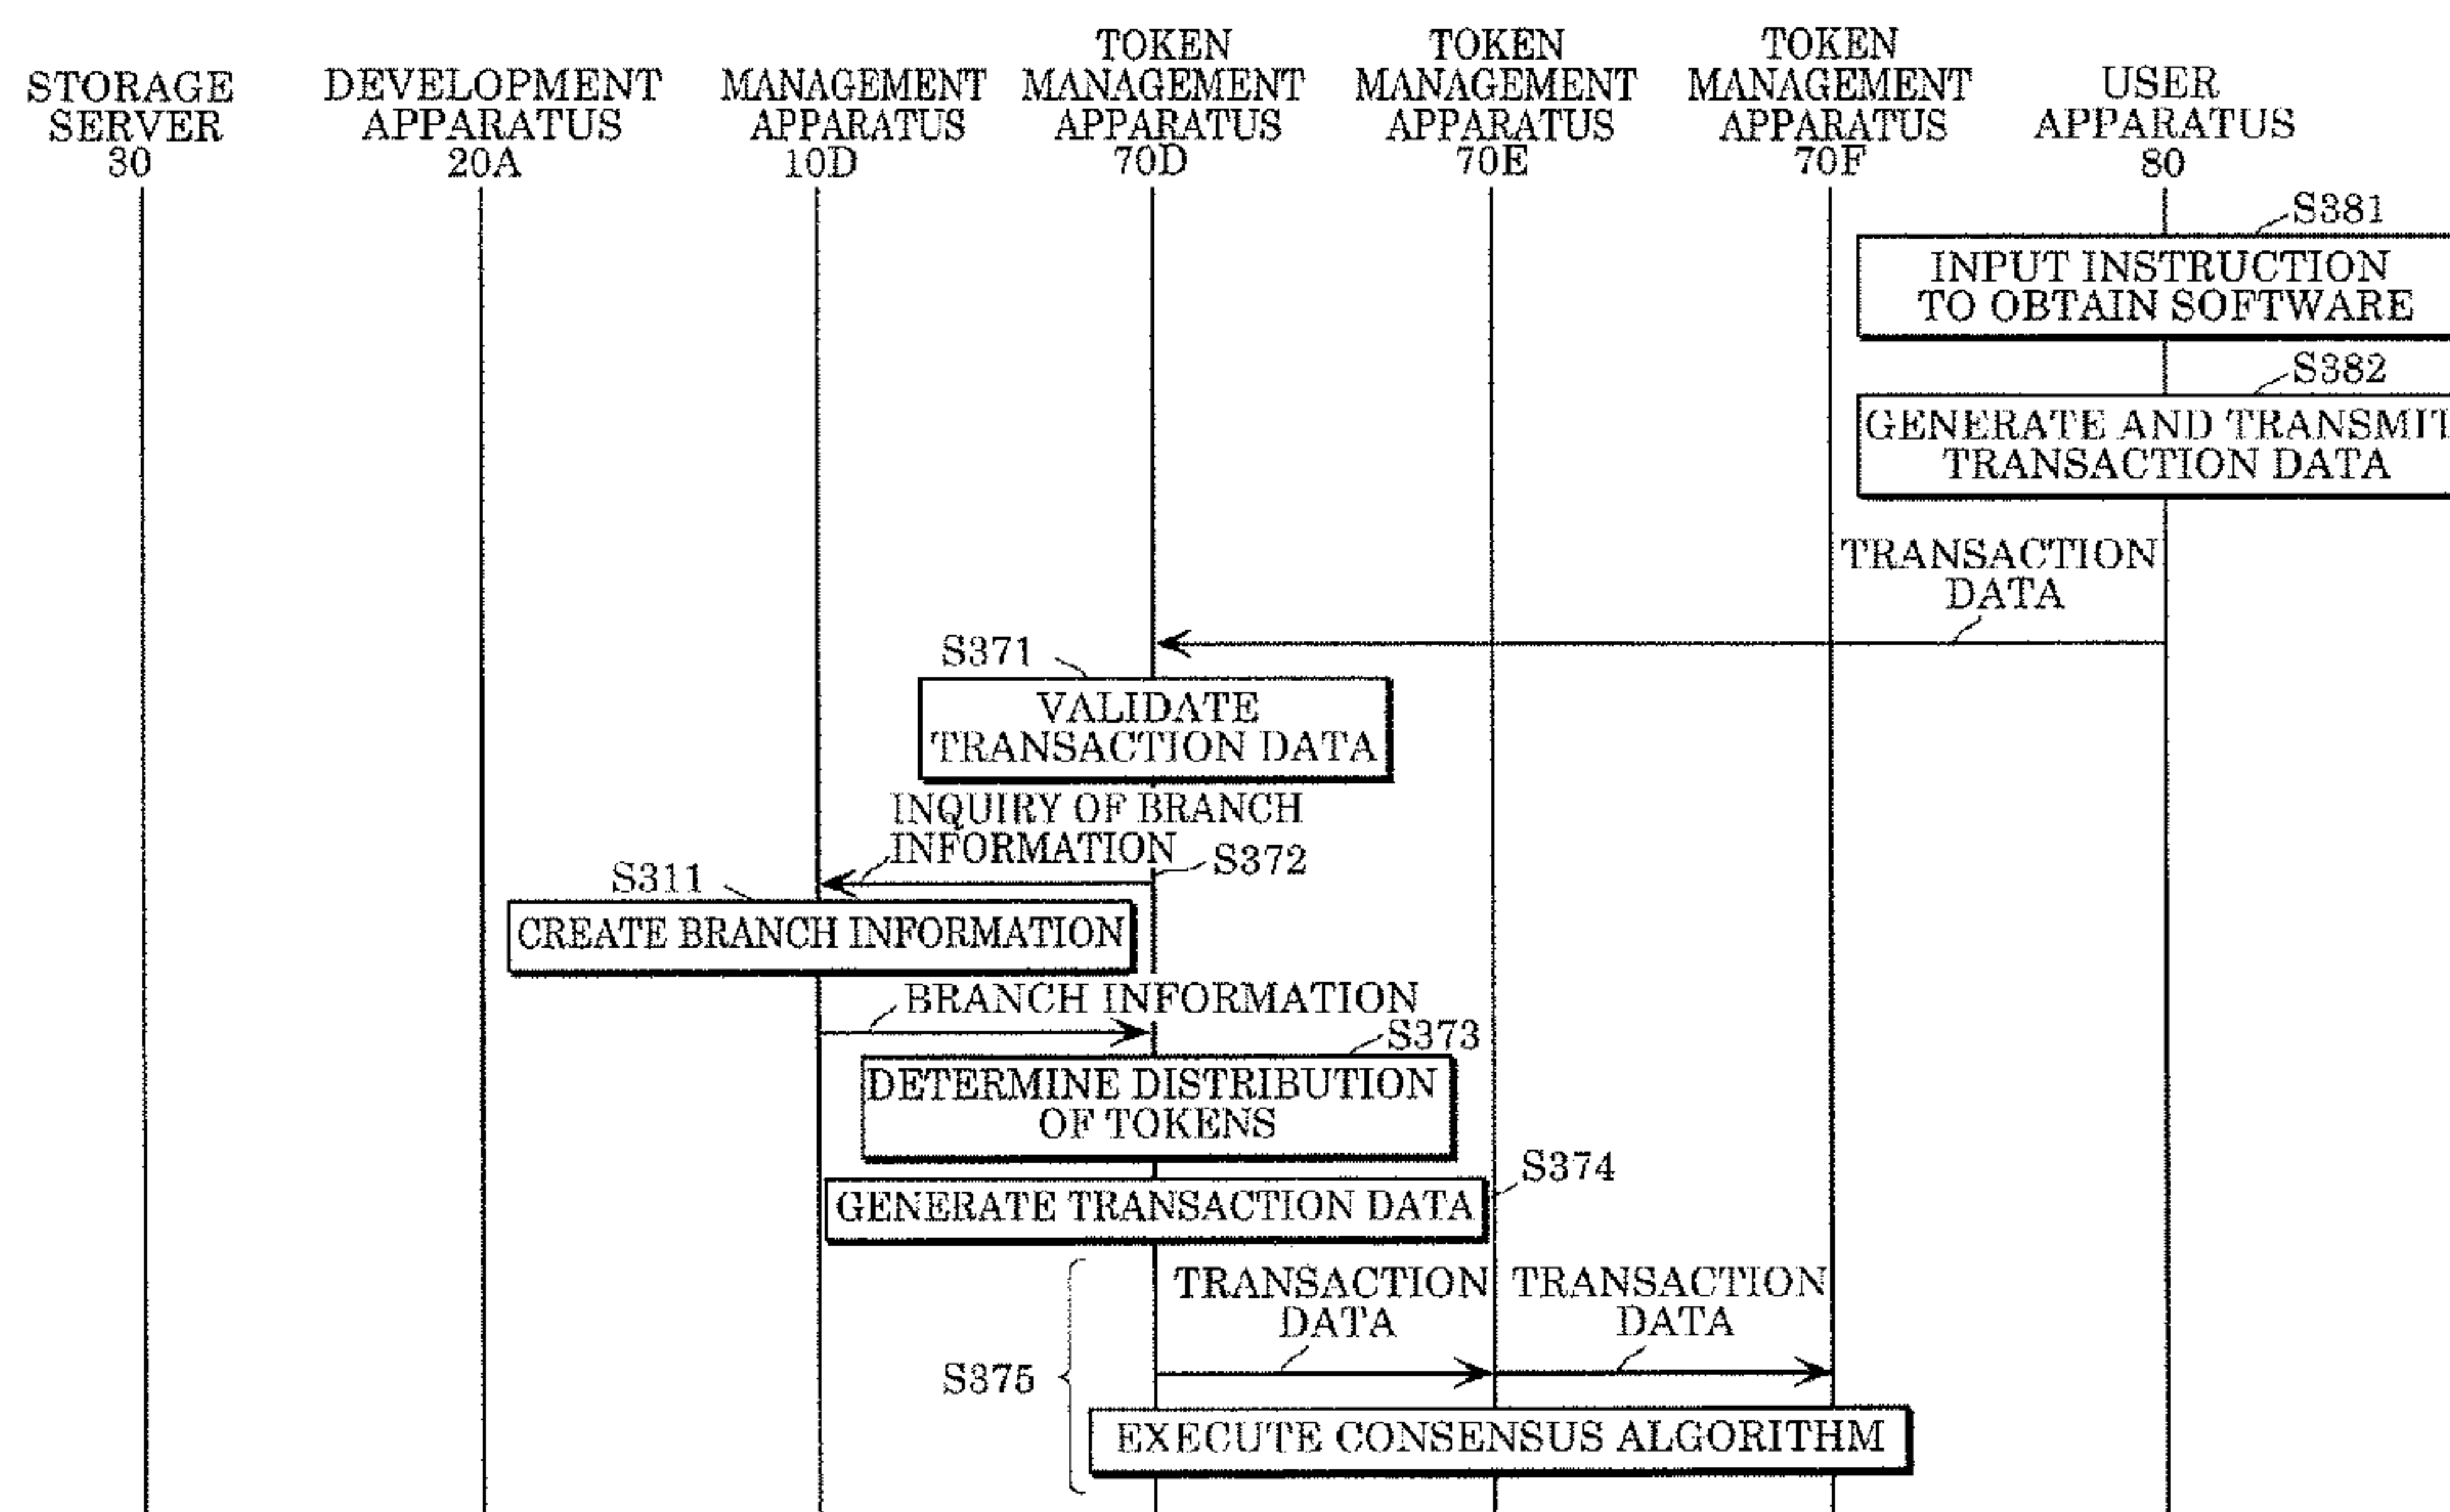 STORAGE
SERVER
30
DEVELOPMENT
APPARATUS
20A
MANAGEMENT
APPARATUS
10D
TOKEN
MANAGEMENT
APPARATUS
70D
TOKEN
MANAGEMENT
APPARATUS
70E
TOKEN
MANAGEMENT
APPARATUS
70F
USER
APPARATUS
80
S381
INPUT INSTRUCTION
TO OBTAIN SOFTWARE
S382
GENERATE AND TRANSMIT
TRANSACTION DATA
TRANSACTION
DATA
S371
VALIDATE
TRANSACTION DATA
INQUIRY OF BRANCH
INFORMATION
S372
S311
CREATE BRANCH INFORMATION
BRANCH INFORMATION
S373
DETERMINE DISTRIBUTION
OF TOKENS
S374
GENERATE TRANSACTION DATA
TRANSACTION
DATA
TRANSACTION
DATA
S375
EXECUTE CONSENSUS ALGORITHM